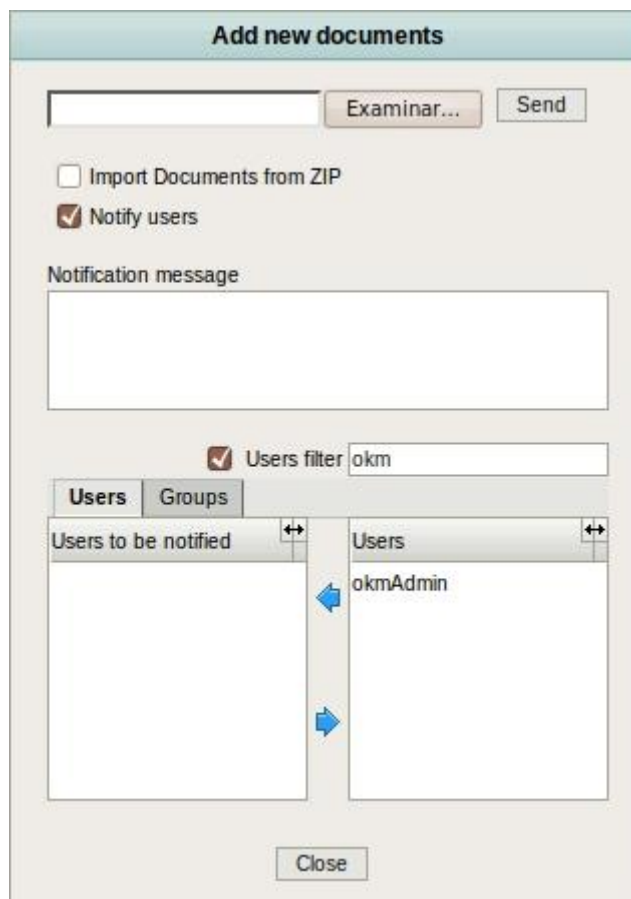 Add new documents
Examinar... Send
Import Documents from ZIP
Notify users
Notification message
Users filter okm
Users Groups
Users to be notified Users
okmAdmin
Close